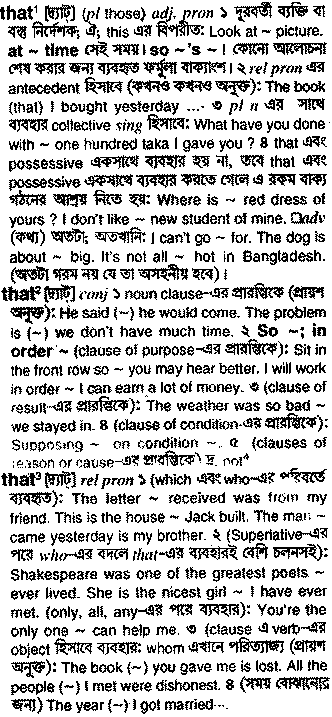 that¹ [দ্যাট্] (pl those) adj. pron ১ দূরবর্তী ব্যক্তি বা
বস্তু নির্দেশক; ঐ; this এর বিপরীত: Look at ~ picture.
at ~ time সেই সময়। so ~'s ~ ! কোনো আলোচনা
শেষ করার জন্য ব্যবহৃত ফর্মুলা বাক্যাংশ। ২ rel pron এর
antecedent হিসাবে (কখনও কখনও অনুক্ত): The book
(that) I bought yesterday .... ৩ pl n এর সাথে
ব্যবহার collective sing হিসাবে: What have you done
with ~ one hundred taka I gave you ? ৪ that এবং
possessive একসাথে ব্যবহার হয় না, তবে that এবং
possessive একসাথে ব্যবহার করতে গেলে এ রকম বাক্য
গঠনের আশ্রয় নিতে হয়: Where is ~ red dress of
yours ? I don't like ~ new student of mine. □adv
(কথ্য) অতটা; অতখানি: I can't go ~ for. The dog is
about ~ big. It's not all ~ hot in Bangladesh.
(অতটা গরম নয় যে তা অসহনীয় হবে)।
that² [দ্যাট্] conj ১ noun clause–এর প্রারম্ভিকে (প্রায়শ
অনুক্ত): He said (~) he would come. The problem
is (~) we don't have much time. ২ So ~; in
order ~ (clause of purpose–এর প্রারম্ভিকে): Sit in
the front row so ~ you may hear better. I will work
in order ~ I can earn a lot of money. ৩ (clause of
result–এর প্রারম্ভিকে): The weather was so bad ~
we stayed in. ৪ (clause of condition–এর প্রারম্ভিকে):
Supposing ~ on condition ~. ৫ (clauses of
reason or cause–এর প্রারম্ভিকে) দ্র. not⁴
that³ [দ্যাট্] rel pron ১ (which এবং who–এর পরিবর্তে
ব্যবহৃত): The letter ~ received was from my
friend. This is the house ~ Jack built. The man ~
came yesterday is my brother. ২ (Superlative–এর
পরে who–এর বদলে that–এর ব্যবহারই বেশি চলনসই):
Shakespeare was one of the greatest poets ~
ever lived. She is the nicest girl ~ I have ever
met. (only, all, any–এর পরে ব্যবহার): You're the
only one ~ can help me. ৩ (clause এ verb–এর
object হিসাবে ব্যবহার: whom এখানে পরিত্যাজ্য (প্রায়শ
অনুক্ত): The book (~) you gave me is lost. All the
people (~) I met were dishonest. ৪ (সময় বোঝানোর
জন্য) The year (~) I got married...